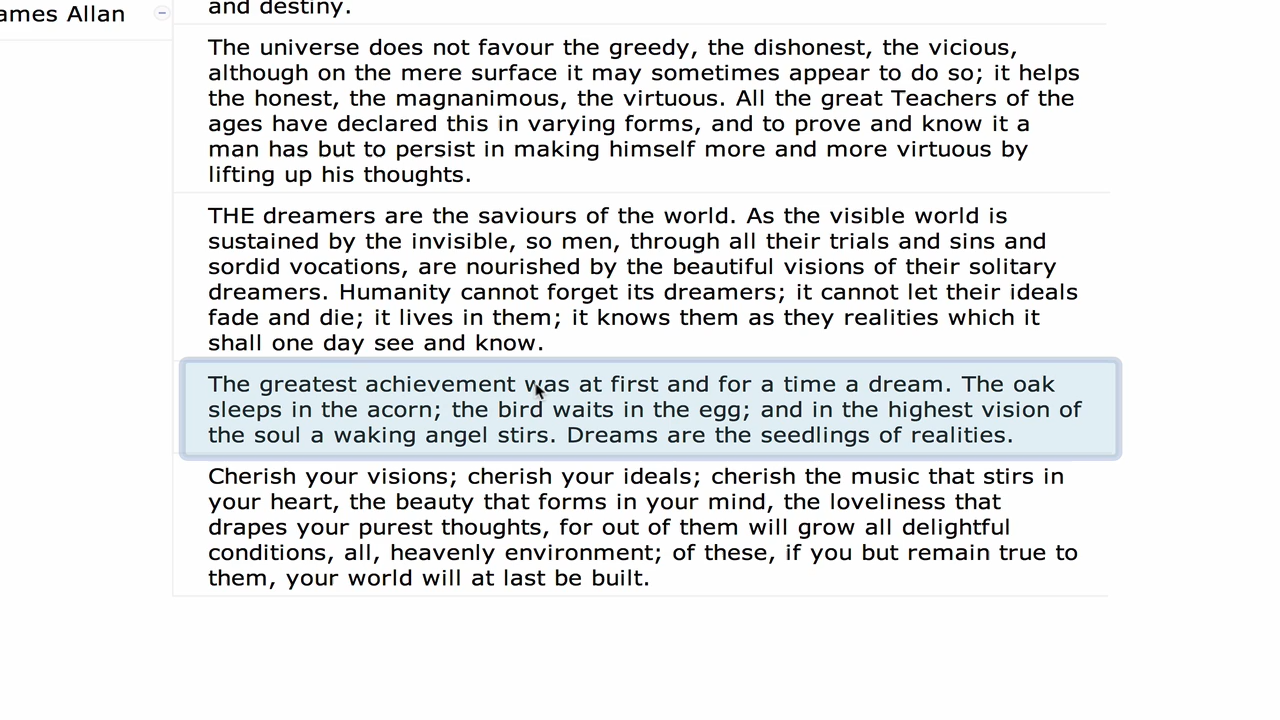 and destiny.
ames Allan
The universe does not favour the greedy, the dishonest, the vicious,
although on the mere surface it may sometimes appear to do so; it helps
the honest, the magnanimous, the virtuous. All the great Teachers of the
ages have declared this in varying forms, and to prove and know it a
man has but to persist in making himself more and more virtuous by
lifting up his thoughts.
THE dreamers are the saviours of the world. As the visible world is
sustained by the invisible, so men, through all their trials and sins and
sordid vocations, are nourished by the beautiful visions of their solitary
dreamers. Humanity cannot forget its dreamers; it cannot let their ideals
fade and die; it lives in them; it knows them as they realities which it
shall one day see and know.
The greatest achievement was at first and for a time a dream. The oak
sleeps in the acorn; the bird waits in the egg; and in the highest vision of
the soul a waking angel stirs. Dreams are the seedlings of realities.
Cherish your visions; cherish your ideals; cherish the music that stirs in
your heart, the beauty that forms in your mind, the loveliness that
drapes your purest thoughts, for out of them will grow all delightful
conditions, all, heavenly environment; of these, if you but remain true to
them, your world will at last be built.